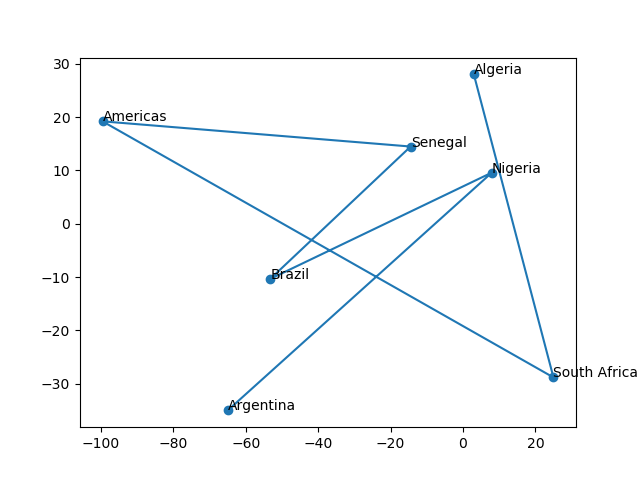 30
20
10
0
−10
−20
−30
Algeria
Americas
Senegal
Nigeria
Brazil
South Africa
Argentina
−100
−80
−60
−40
−20
0
20